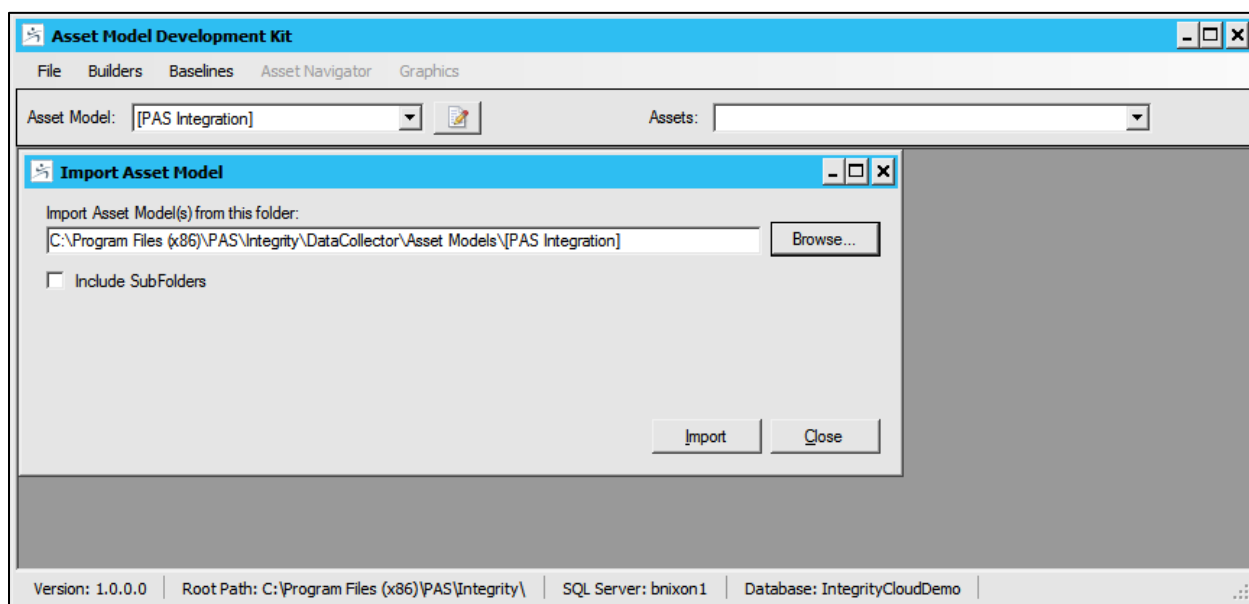 Asset Model Development Kit
File Builders Baselines Asset Navigator Graphics
Asset Model: [PAS Integration] Assets:
Import Asset Model
Import Asset Model(s) from this folder:
C:\Program Files (x86)\PAS\Integrity\DataCollector\Asset Models\[PAS Integration] Browse...
Include SubFolders
Import Close
Version: 1.0.0.0 Root Path: C:\Program Files (x86)\PAS\Integrity\ SQL Server: bnixon1 Database: IntegrityCloudDemo